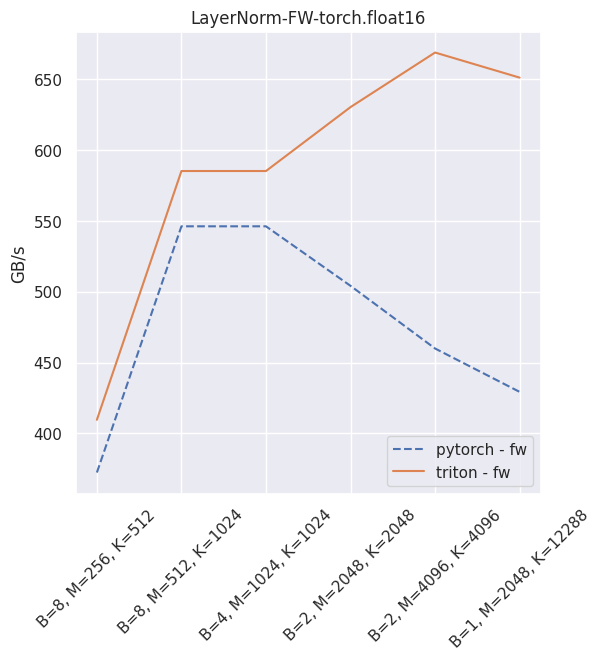 LayerNorm-FW-torch.float16
GB/s
650
600
550
500
450
400
pytorch - fw
triton - fw
B=8, M=256, K=512
B=8, M=512, K=1024
B=4, M=1024, K=1024
B=2, M=2048, K=2048
B=2, M=4096, K=4096
B=1, M=2048, K=12288